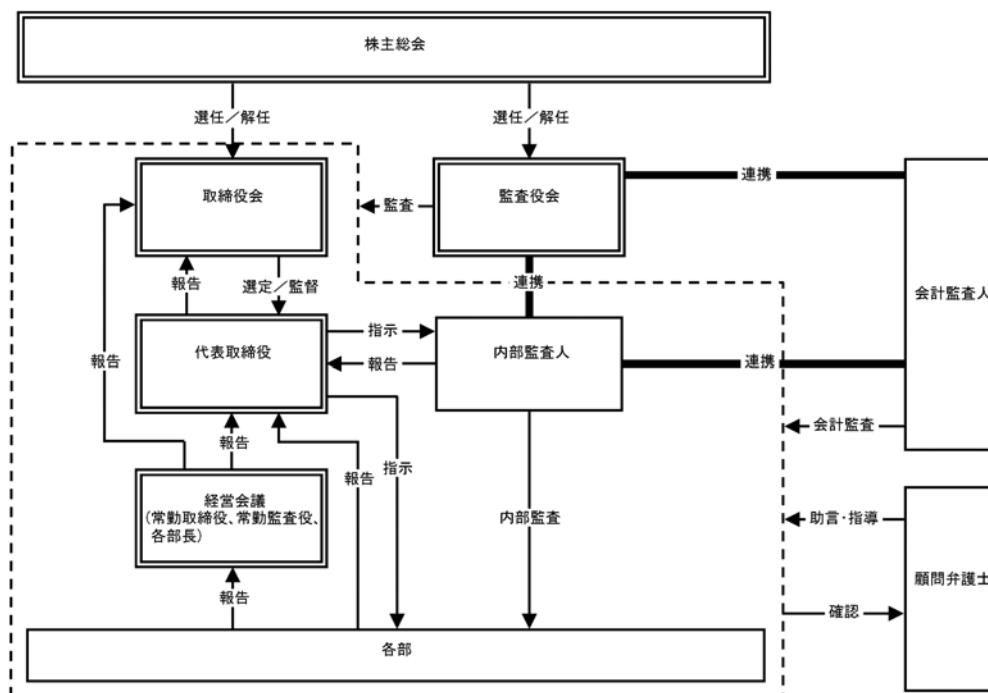 株主総会
選任／解任
選任／解任
取締役会
監査
監査役会
連携
報告
選定／監督
連携
会計監査人
代表取締役
指示
報告
内部監査人
連携
報告
報告
指示
報告
会計監査
経営会議
(常勤取締役、常勤監査役、
各部長)
内部監査
助言・指導
顧問弁護士
報告
確認
各部